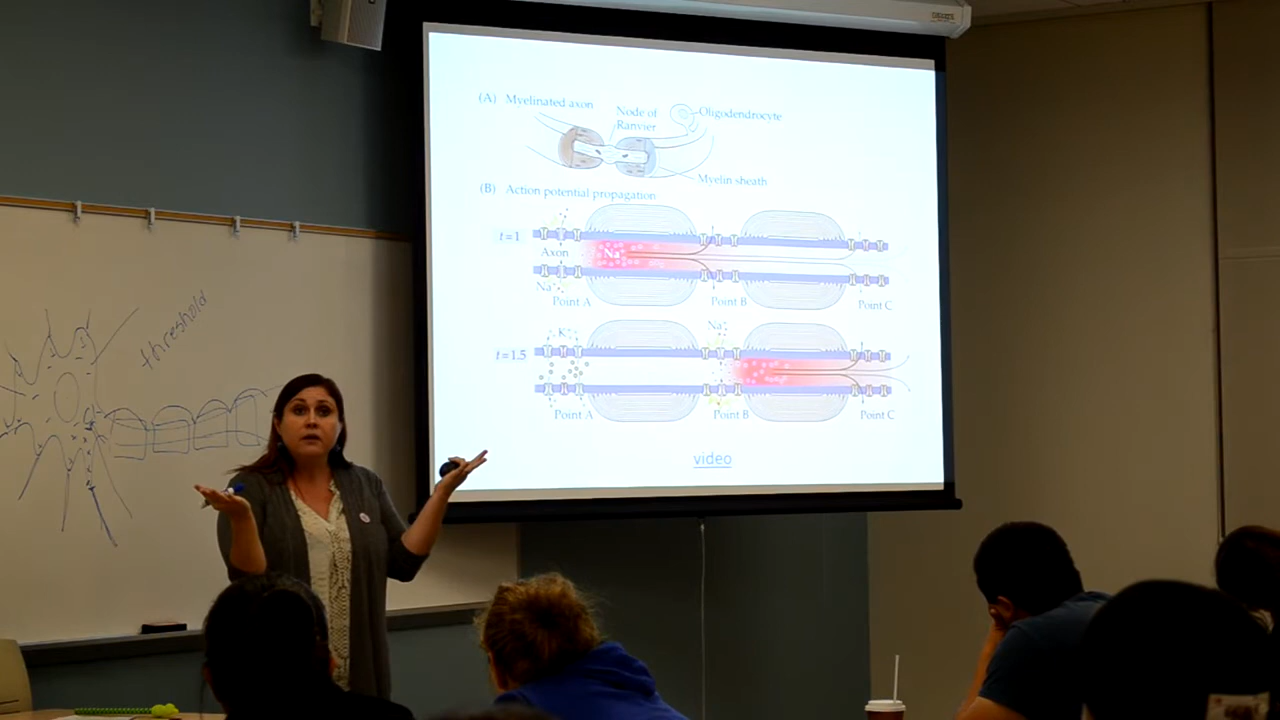 (A) Myelinated axon
Node of
Ranvier
Oligodendrocyte
Myelin sheath
(B) Action potential propagation
t=1
Axon
Na
Na+
Point A
Point B
Point C
K+
Na+
t=1.5
Point A
Point B
Point C
video
threshold